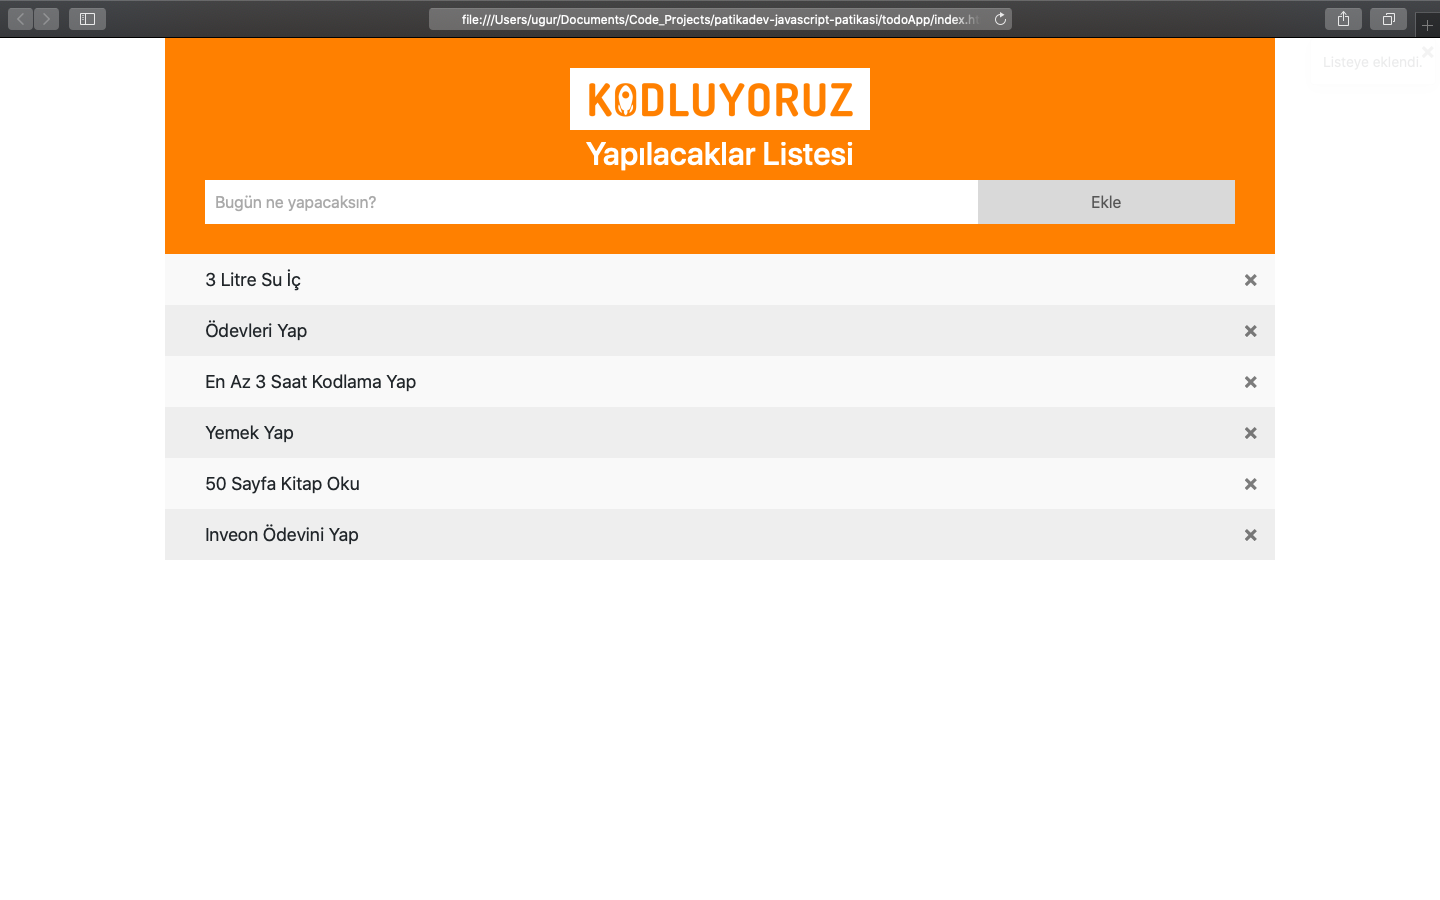 file:///Users/ugur/Documents/Code_Projects/patikadev-javascript-patikasi/todoApp/index.ht
Listeye eklendi.
KODLUYORUZ
Yapılacaklar Listesi
Bugün ne yapacaksın?
Ekle
3 Litre Su İç
Ödevleri Yap
En Az 3 Saat Kodlama Yap
Yemek Yap
50 Sayfa Kitap Oku
Inveon Ödevini Yap